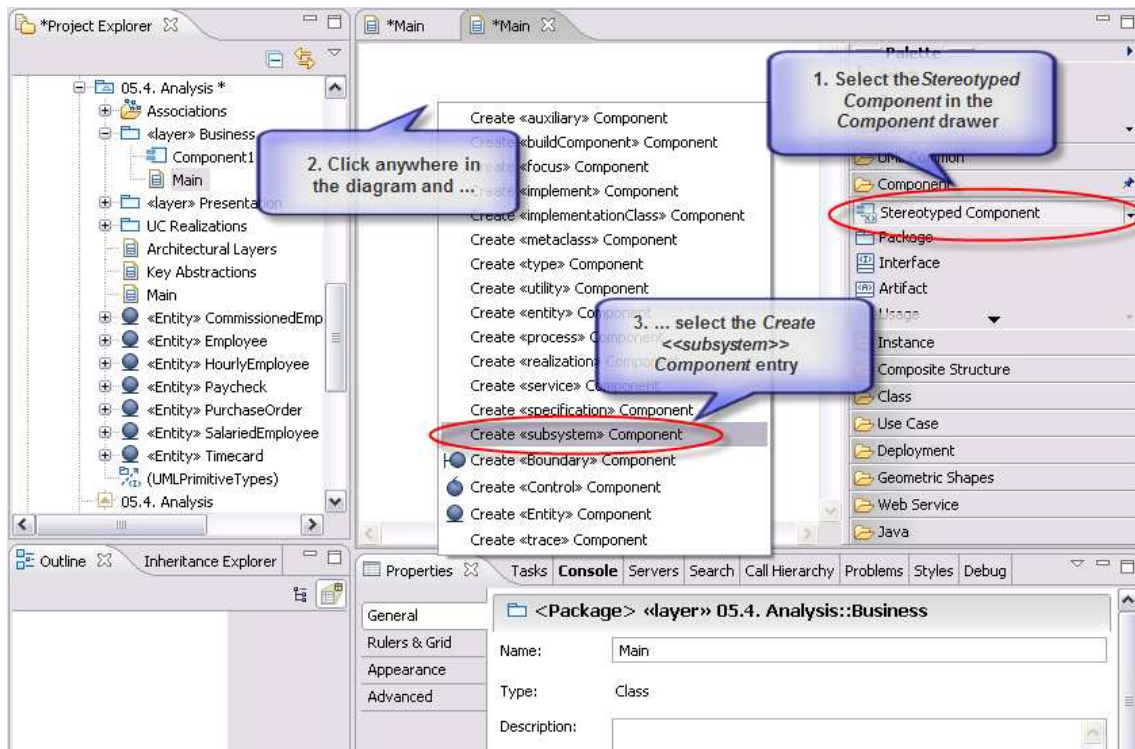 *Project Explorer
05.4. Analysis *
Associations
«layer» Business
Component1
Main
«layer» Presentation
UC Realizations
Architectural Layers
Key Abstractions
Main
«Entity» CommissionedEmp
«Entity» Employee
«Entity» HourlyEmployee
«Entity» Paycheck
«Entity» PurchaseOrder
«Entity» SalariedEmployee
«Entity» Timecard
(UMLPrimitiveTypes)
05.4. Analysis
*Main
*Main
Create «auxiliary» Component
Create «buildComponent» Component
«focus» Component
«implement» Component
«implementationClass» Component
Create «metaclass» Component
Create «type» Component
Create «utility» Component
Create «entity» Component
Create «process» Component
Create «realization» Component
Create «service» Component
Create «specification» Component
Create «subsystem» Component
Create «Boundary» Component
Create «Control» Component
Create «Entity» Component
Create «trace» Component
2. Click anywhere in
the diagram and ...
3. ... select the Create
<<subsystem>>
Component entry
1. Select the Stereotyped
Component in the
Component drawer
Palette
UML Common
Component
Stereotyped Component
Package
Interface
Artifact
Usage
Instance
Composite Structure
Class
Use Case
Deployment
Geometric Shapes
Web Service
Java
Outline
Inheritance Explorer
Properties
Tasks
Console
Servers
Search
Call Hierarchy
Problems
Styles
Debug
General
Rulers & Grid
Appearance
Advanced
<Package> «layer» 05.4. Analysis::Business
Name:
Main
Type:
Class
Description: